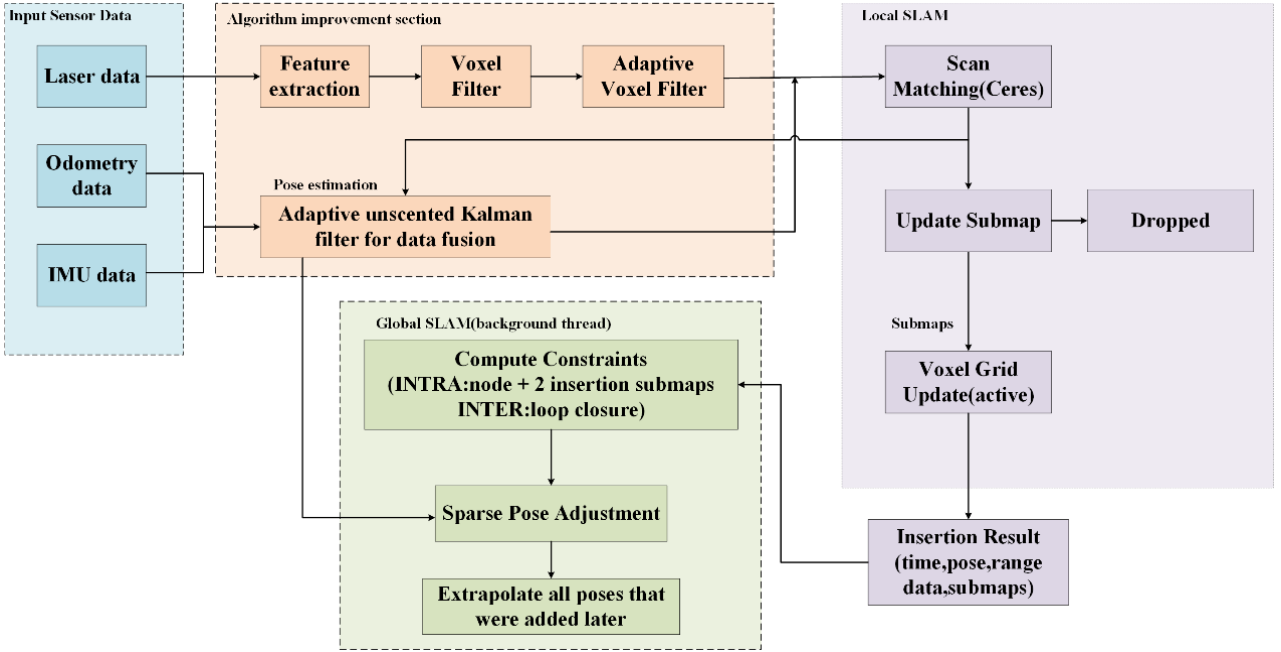 Input Sensor Data
Laser data
Odometry
data
IMU data
Algorithm improvement section
Feature
extraction
Voxel
Filter
Adaptive
Voxel Filter
Pose estimation
Adaptive unscented Kalman
filter for data fusion
Local SLAM
Scan
Matching(Ceres)
Update Submap
Dropped
Submaps
Voxel Grid
Update(active)
Insertion Result
(time,pose,range
data,submaps)
Global SLAM(background thread)
Compute Constraints
(INTRA:node + 2 insertion submaps
INTER:loop closure)
Sparse Pose Adjustment
Extrapolate all poses that
were added later